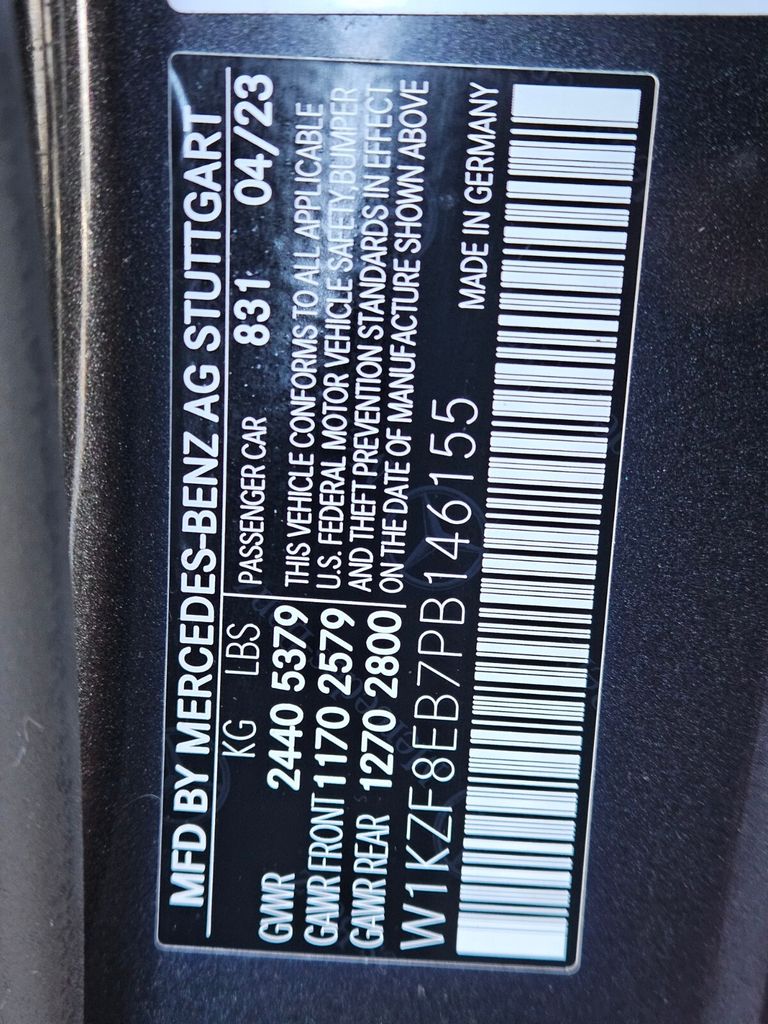 MFD BY MERCEDES-BENZ AG STUTTGART
KG LBS PASSENGER CAR 831 04/23
GVWR 2440 5379 THIS VEHICLE CONFORMS TO ALL APPLICABLE
GAWR FRONT 1170 2579 U.S. FEDERAL MOTOR VEHICLE SAFETY, BUMPER
GAWR REAR 1270 2800 AND THEFT PREVENTION STANDARDS IN EFFECT
ON THE DATE OF MANUFACTURE SHOWN ABOVE
W1KZF8EB7PB146155 MADE IN GERMANY